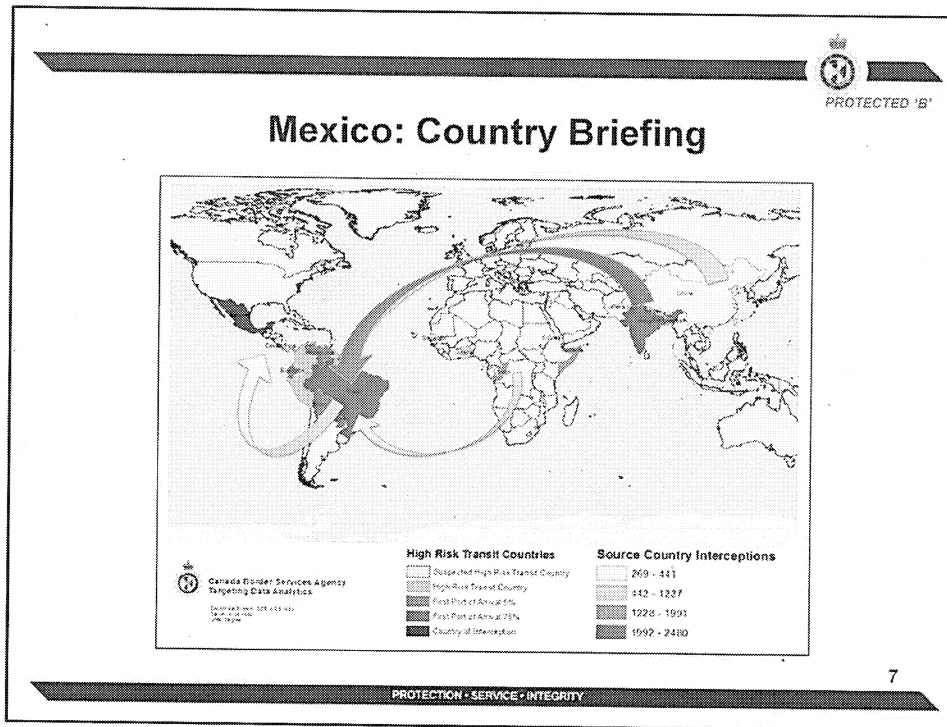 PROTECTED 'B'
Mexico: Country Briefing
China
High Risk Transit Countries
Suspected High Risk Transit Country
High Risk Transit Country
First Port of Arrival 5%
First Port of Arrival 75%
Country of Interception
Source Country Interceptions
269 - 441
442 - 1227
1228 - 1991
1992 - 2480
Canada Border Services Agency
Targeting Data Analytics
7
PROTECTION • SERVICE • INTEGRITY